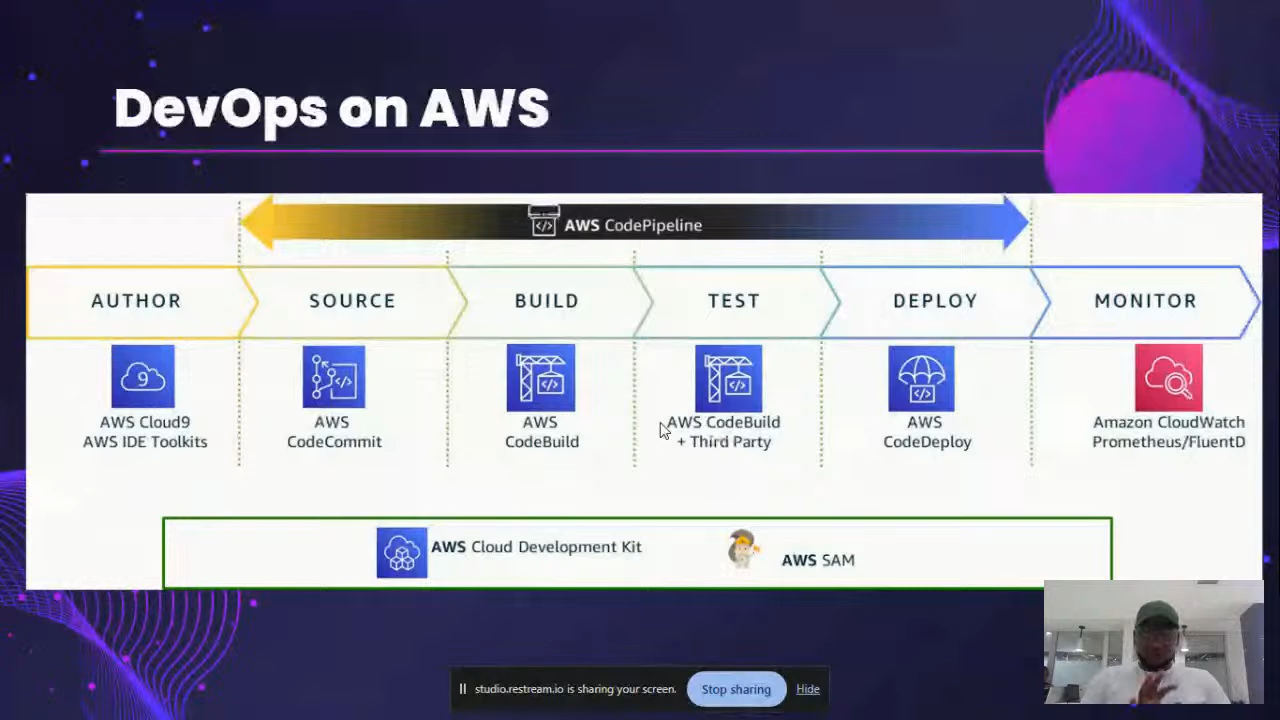 DevOps on AWS
AWS CodePipeline
AUTHOR
SOURCE
BUILD
TEST
DEPLOY
MONITOR
9
AWS Cloud9
AWS IDE Toolkits
</>
AWS
CodeCommit
</>
AWS
CodeBuild
</>
AWS CodeBuild
+ Third Party
</>
AWS
CodeDeploy
Amazon CloudWatch
Prometheus/FluentD
AWS Cloud Development Kit
AWS SAM
studio.restream.io is sharing your screen.
Stop sharing
Hide